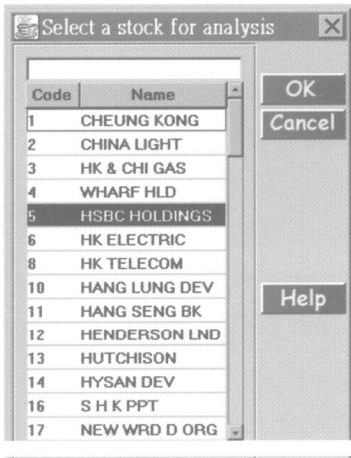 Select a stock for analysis
Code Name
1 CHEUNG KONG
2 CHINA LIGHT
3 HK & CHI GAS
4 WHARF HLD
5 HSBC HOLDINGS
6 HK ELECTRIC
8 HK TELECOM
10 HANG LUNG DEV
11 HANG SENG BK
12 HENDERSON LND
13 HUTCHISON
14 HYSAN DEV
16 S H K PPT
17 NEW WRD D ORG
OK
Cancel
Help